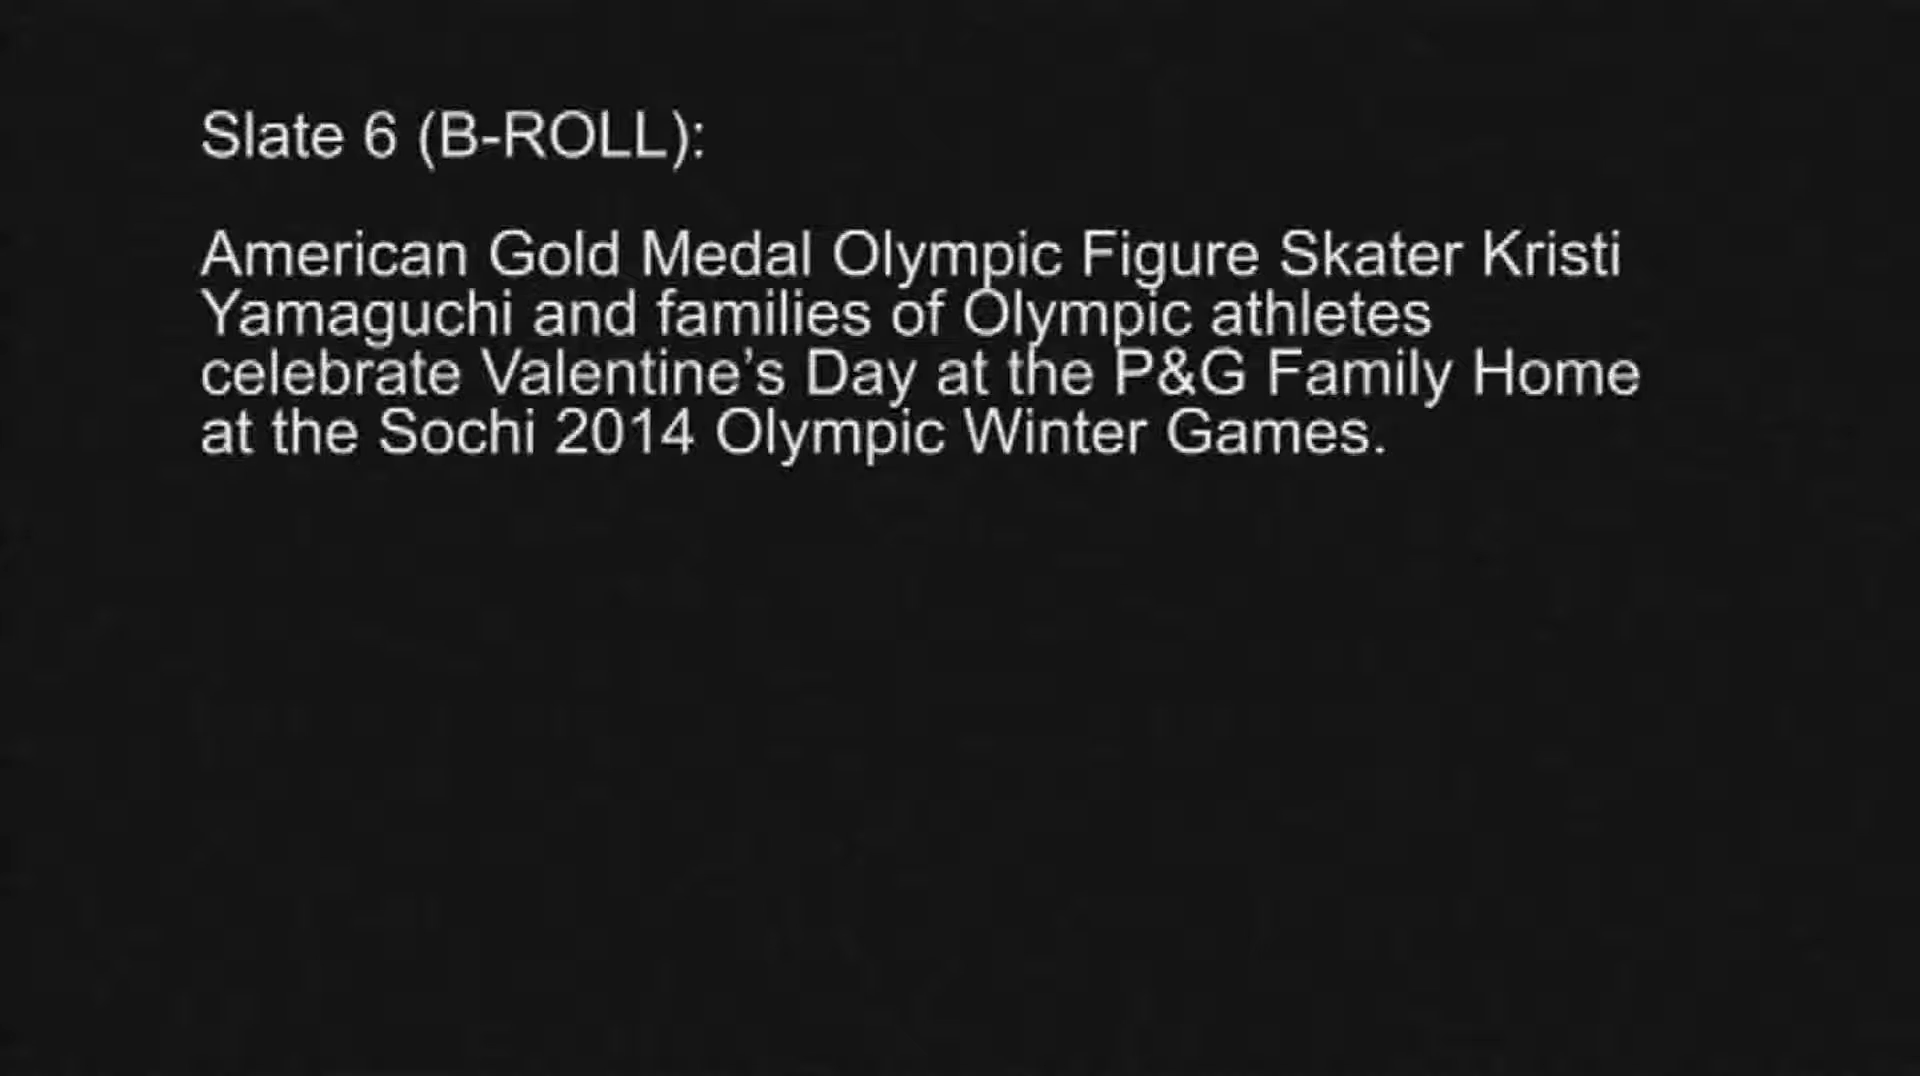 Slate 6 (B-ROLL):
American Gold Medal Olympic Figure Skater Kristi
Yamaguchi and families of Olympic athletes
celebrate Valentine’s Day at the P&G Family Home
at the Sochi 2014 Olympic Winter Games.